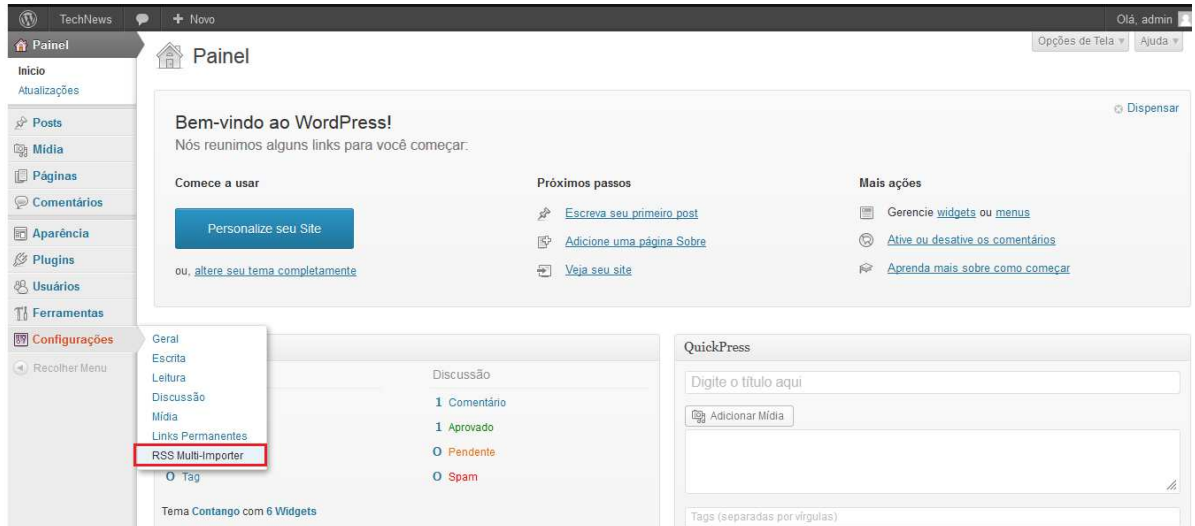 TechNews + Novo Olá, admin
Painel
Início
Atualizações
Posts
Mídia
Páginas
Comentários
Aparência
Plugins
Usuários
Ferramentas
Configurações
Recolher Menu
Geral
Escrita
Leitura
Discussão
Mídia
Links Permanentes
RSS Multi-Importer
Opções de Tela Ajuda
Painel
Dispensar
Bem-vindo ao WordPress!
Nós reunimos alguns links para você começar:
Comece a usar
Personalize seu Site
ou, altere seu tema completamente
Próximos passos
Escreva seu primeiro post
Adicione uma página Sobre
Veja seu site
Mais ações
Gerencie widgets ou menus
Ative ou desative os comentários
Aprenda mais sobre como começar
0 Tag
Discussão
1 Comentário
1 Aprovado
0 Pendente
0 Spam
Tema Contango com 6 Widgets
QuickPress
Digite o título aqui
Adicionar Mídia
Tags (separadas por vírgulas)